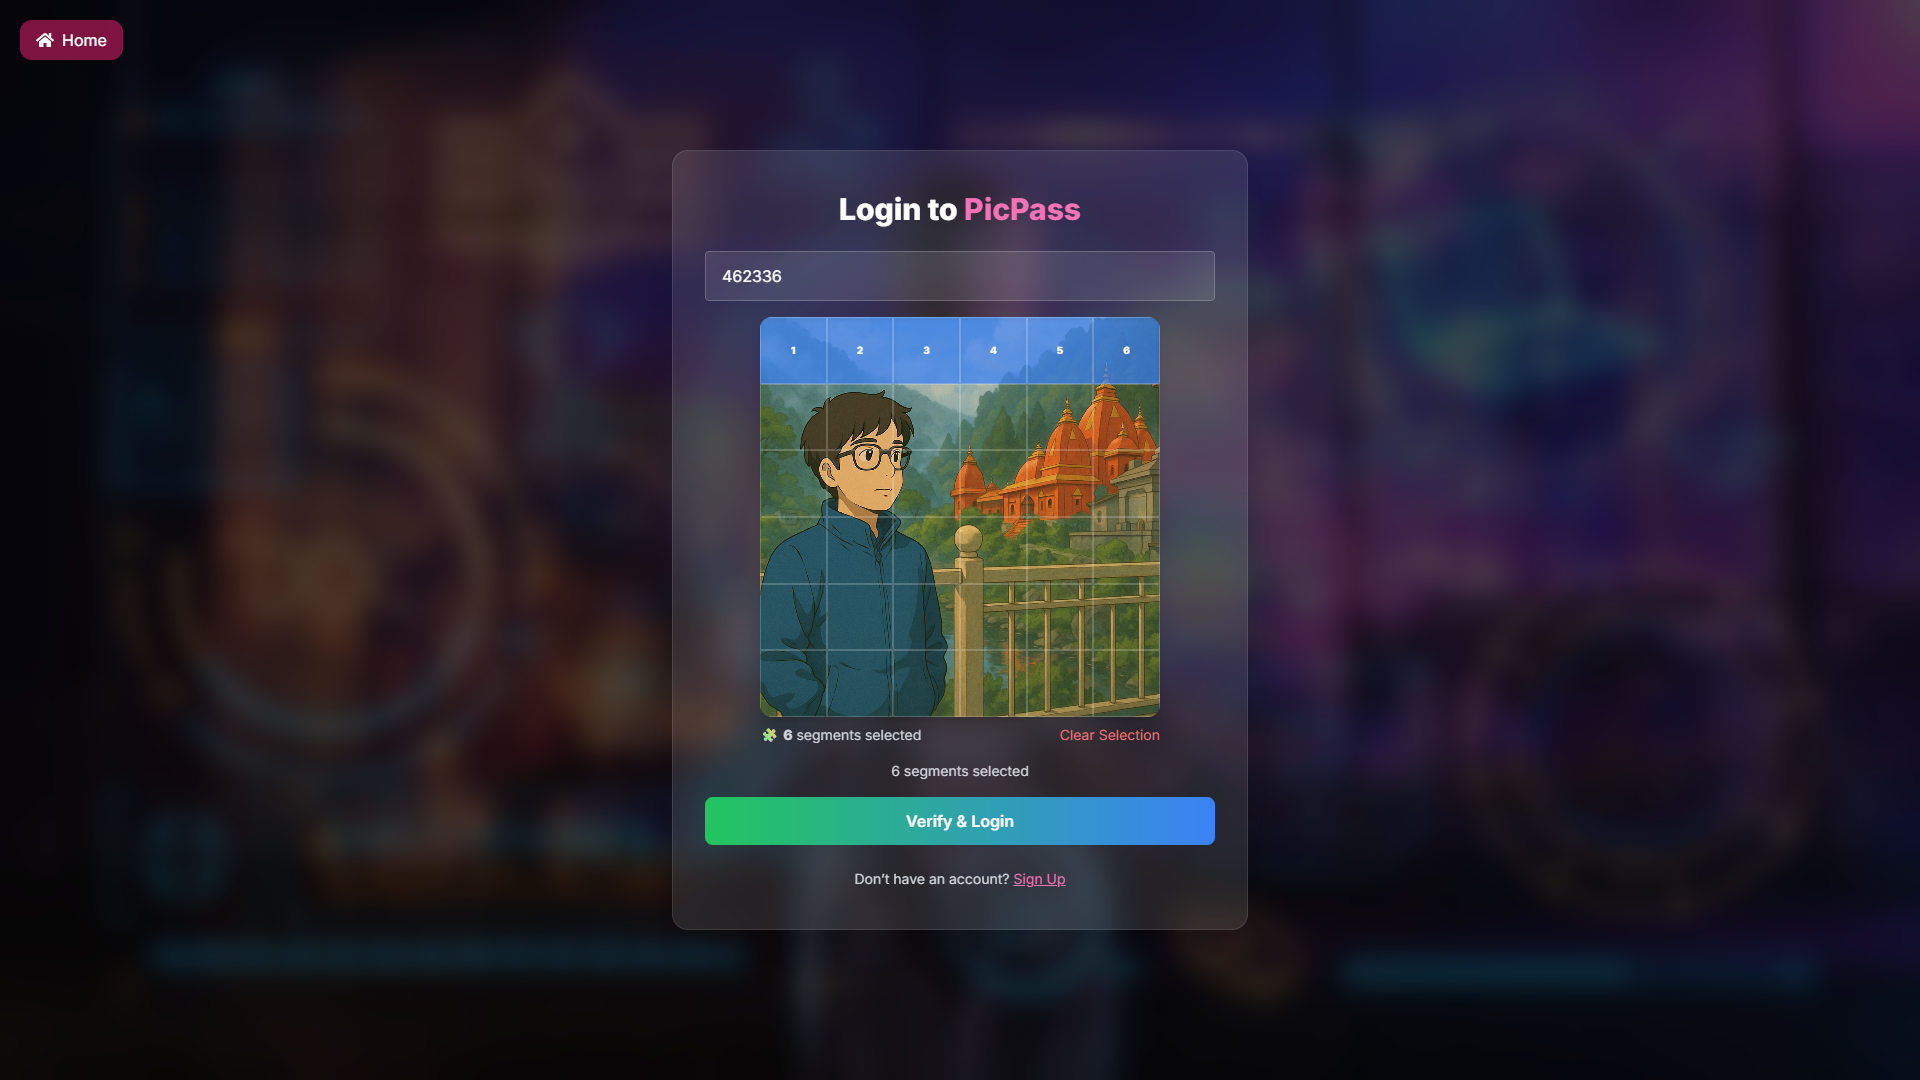 Home
Login to PicPass
462336
1 2 3 4 5 6
6 segments selected Clear Selection
6 segments selected
Verify & Login
Don't have an account? Sign Up